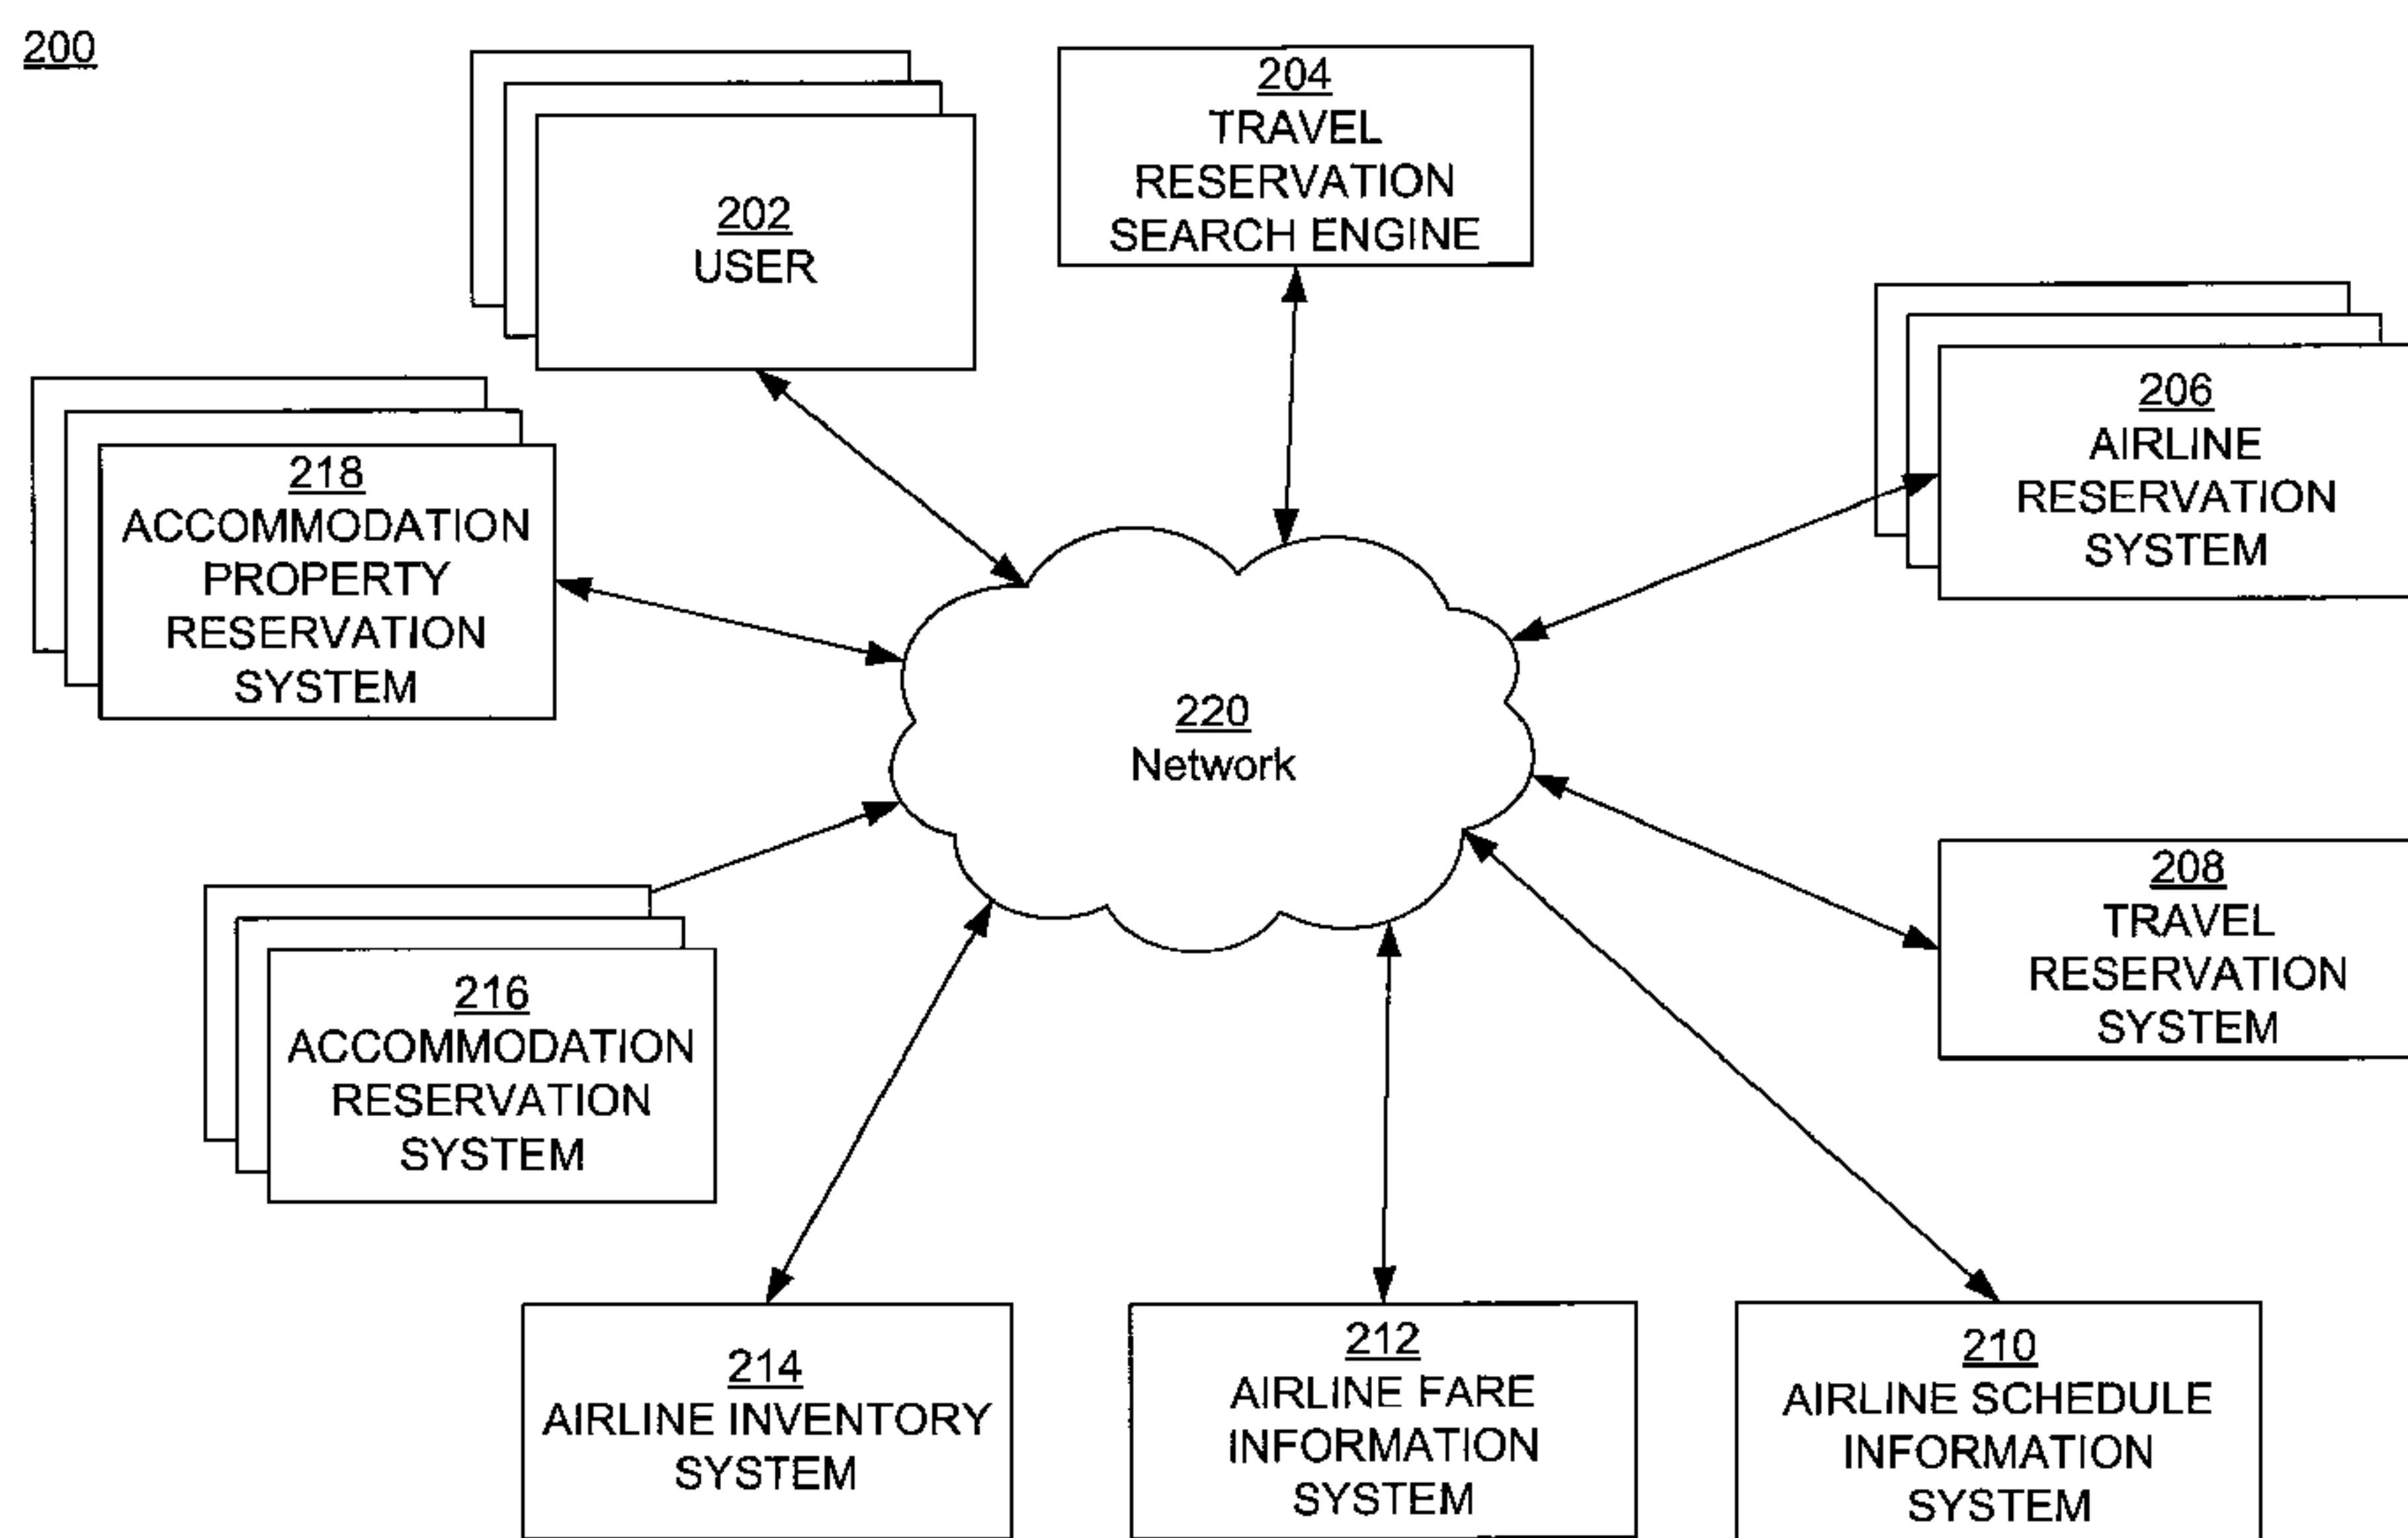 200
202
USER
204
TRAVEL
RESERVATION
SEARCH ENGINE
206
AIRLINE
RESERVATION
SYSTEM
218
ACCOMMODATION
PROPERTY
RESERVATION
SYSTEM
220
Network
208
TRAVEL
RESERVATION
SYSTEM
216
ACCOMMODATION
RESERVATION
SYSTEM
214
AIRLINE INVENTORY
SYSTEM
212
AIRLINE FARE
INFORMATION
SYSTEM
210
AIRLINE SCHEDULE
INFORMATION
SYSTEM